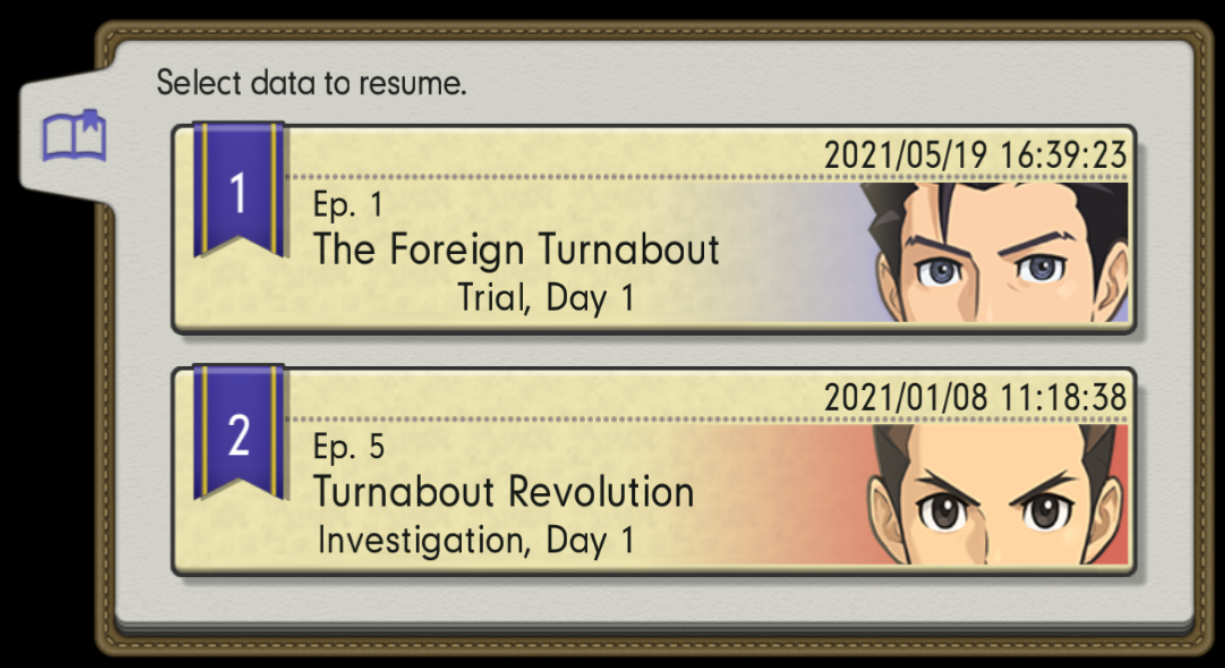 Select data to resume.
1
2021/05/19 16:39:23
Ep. 1
The Foreign Turnabout
Trial, Day 1
2
2021/01/08 11:18:38
Ep. 5
Turnabout Revolution
Investigation, Day 1